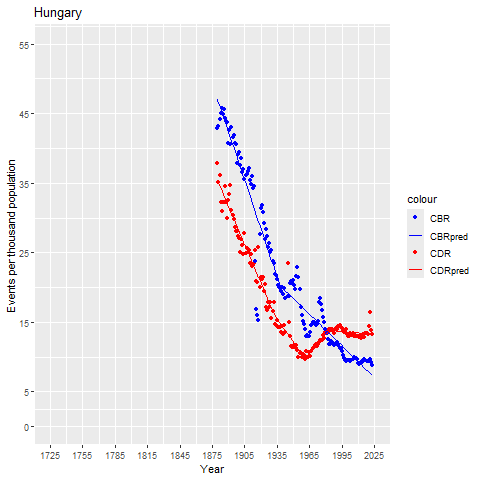 Hungary
Events per thousand population
55
45
35
25
15
5
0
1725 1755 1785 1815 1845 1875 1905 1935 1965 1995 2025
Year
colour
CBR
CBRpred
CDR
CDRpred